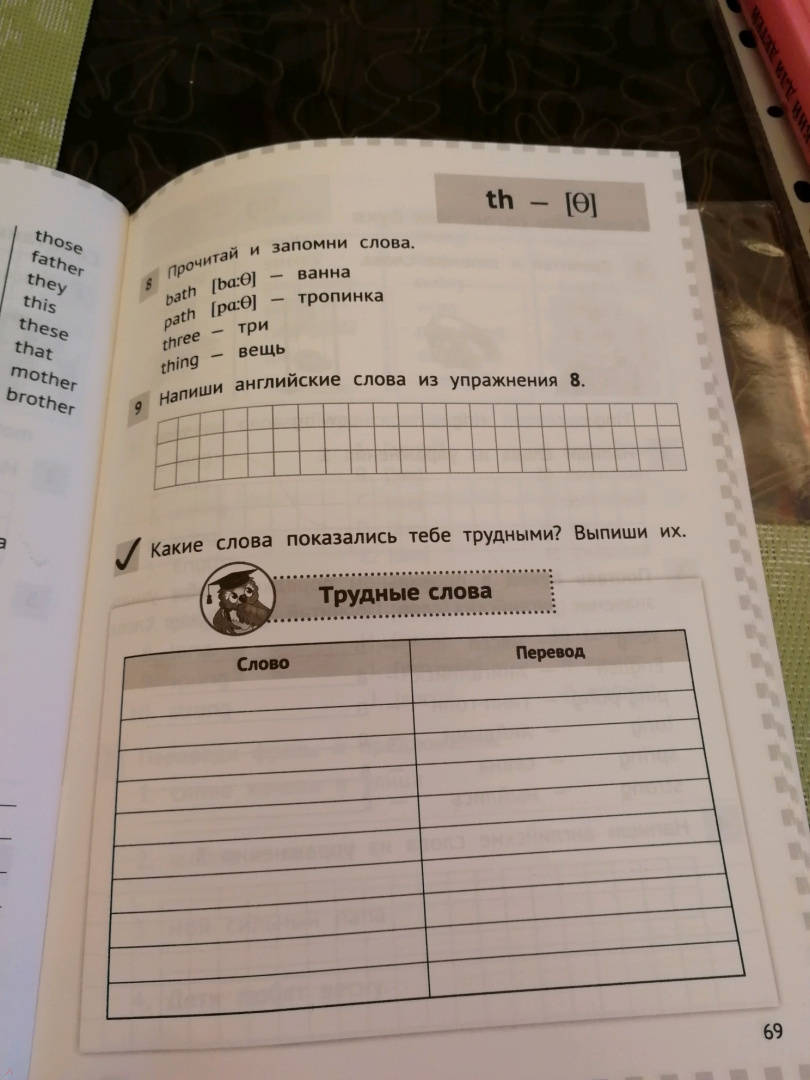 those
father
they
this
these
that
mother
brother
а
th – [Ө]
8 Прочитай и запомни слова.
bath [bɑ:Ө] – ванна
path [pɑ:Ө] – тропинка
three – три
thing – вещь
9 Напиши английские слова из упражнения 8.
Какие слова показались тебе трудными? Выпиши их.
Трудные слова
Слово Перевод
69